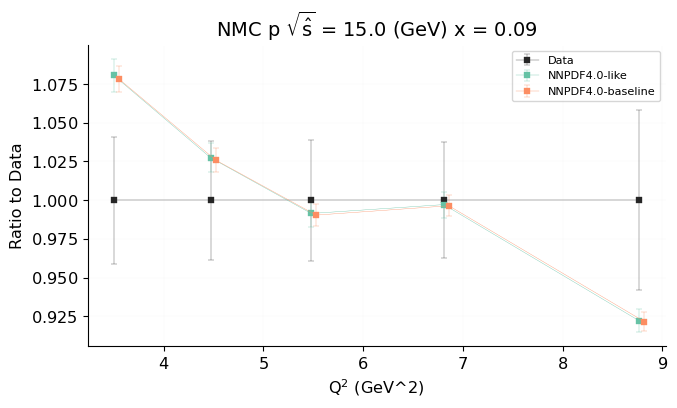 NMC p √ŝ = 15.0 (GeV) x = 0.09
Data
NNPDF4.0-like
NNPDF4.0-baseline
Ratio to Data
1.075
1.050
1.025
1.000
0.975
0.950
0.925
4 5 6 7 8 9
Q² (GeV^2)